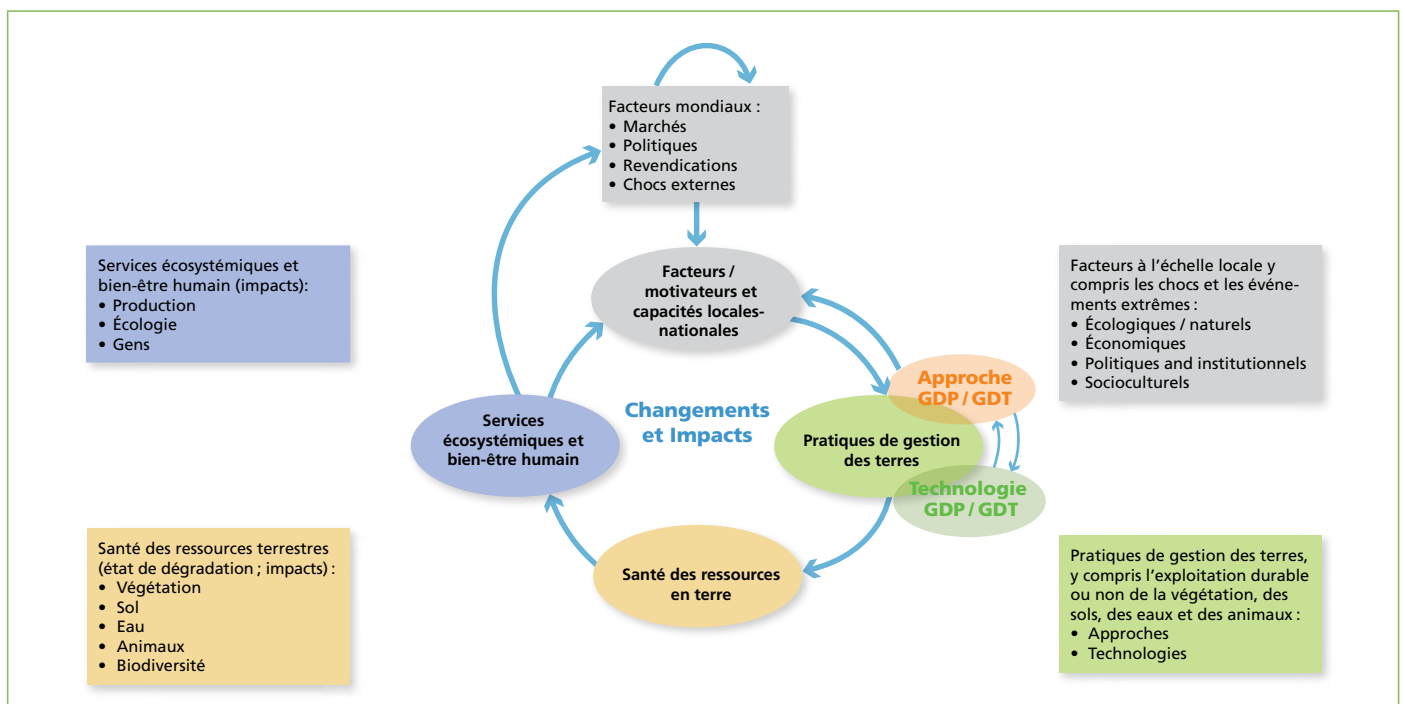 Facteurs mondiaux :
• Marchés
• Politiques
• Revendications
• Chocs externes
Services écosystémiques et
bien-être humain (impacts):
• Production
• Écologie
• Gens
Facteurs /
motivateurs et
capacités locales-
nationales
Facteurs à l’échelle locale y
compris les chocs et les événe-
ments extrêmes :
• Écologiques / naturels
• Économiques
• Politiques and institutionnels
• Socioculturels
Approche
GDP / GDT
Changements
et Impacts
Services
écosystémiques et
bien-être humain
Pratiques de gestion
des terres
Technologie
GDP / GDT
Santé des ressources terrestres
(état de dégradation ; impacts) :
• Végétation
• Sol
• Eau
• Animaux
• Biodiversité
Santé des ressources
en terre
Pratiques de gestion des terres,
y compris l’exploitation durable
ou non de la végétation, des
sols, des eaux et des animaux :
• Approches
• Technologies